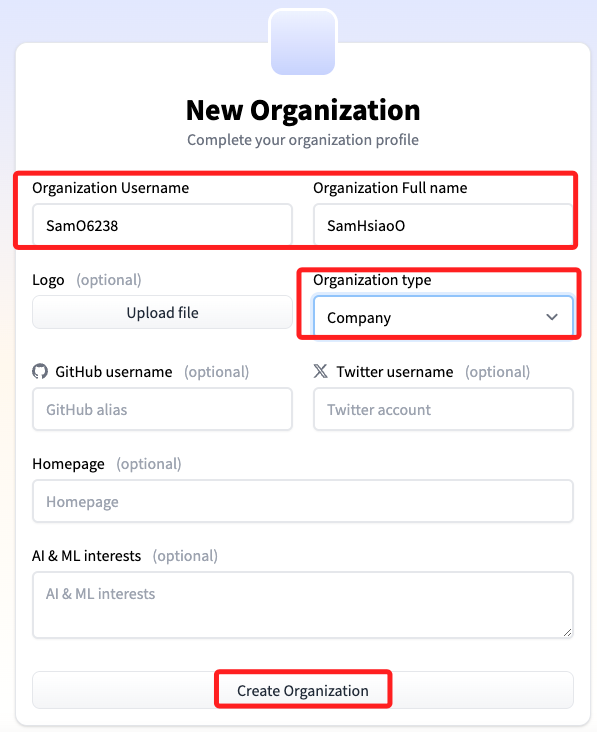 New Organization
Complete your organization profile
Organization Username
Organization Full name
SamO6238
SamHsiaoO
Logo (optional)
Organization type
Upload file
Company
GitHub username (optional)
Twitter username (optional)
GitHub alias
Twitter account
Homepage (optional)
Homepage
AI & ML interests (optional)
AI & ML interests
Create Organization